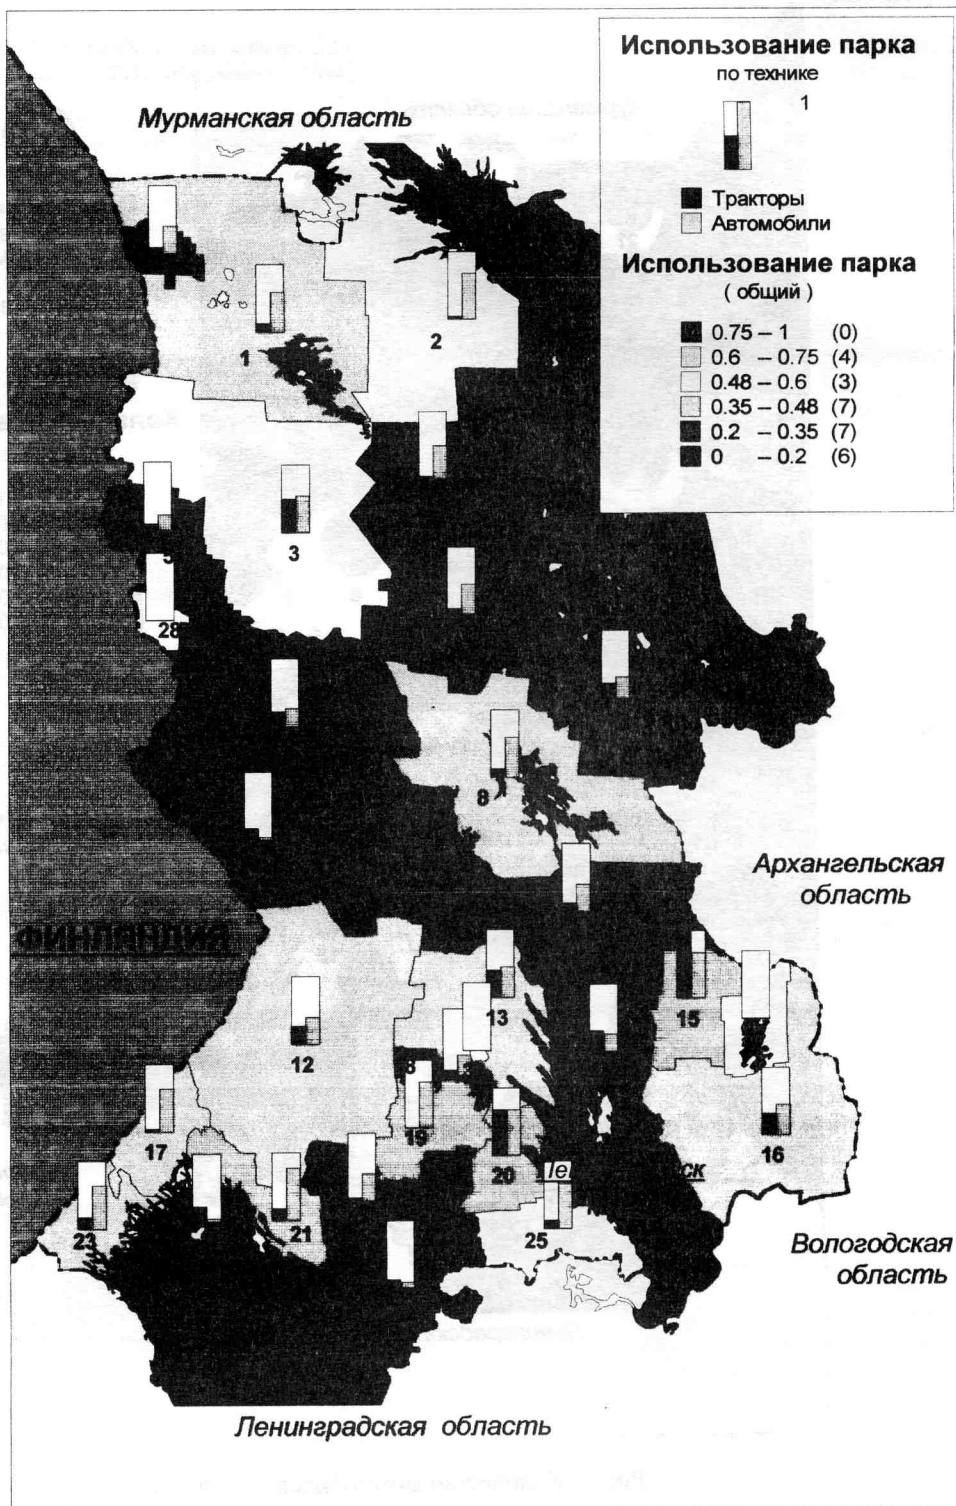 Использование парка
по технике
1
Тракторы
Автомобили
Использование парка
( общий )
0.75 – 1 (0)
0.6 – 0.75 (4)
0.48 – 0.6 (3)
0.35 – 0.48 (7)
0.2 – 0.35 (7)
0 – 0.2 (6)
Мурманская область
1
2
3
28
8
Архангельская
область
ФИНЛЯНДИЯ
13
15
12
8
19
17
20
16
ск
23
21
25
Вологодская
область
Ленинградская область